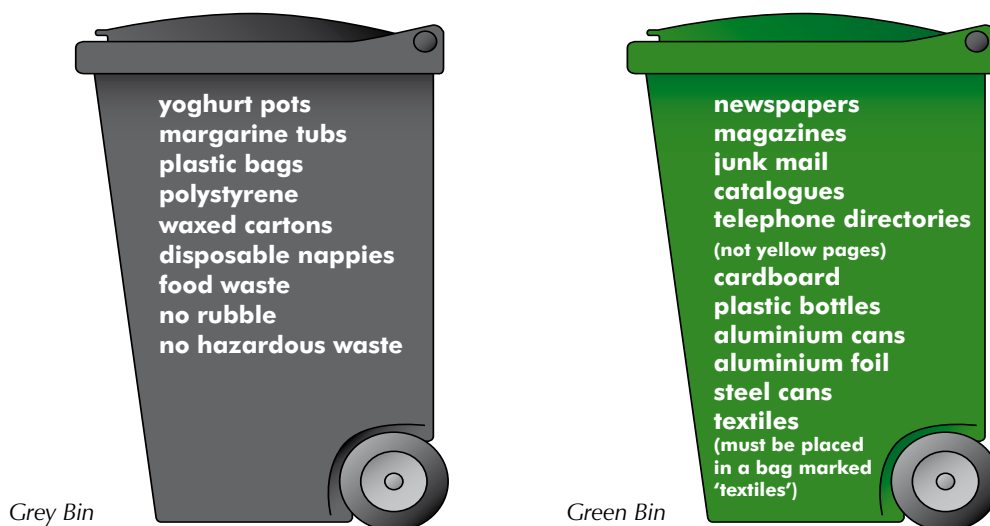 yoghurt pots
margarine tubs
plastic bags
polystyrene
waxed cartons
disposable nappies
food waste
no rubble
no hazardous waste
Grey Bin
newspapers
magazines
junk mail
catalogues
telephone directories
(not yellow pages)
cardboard
plastic bottles
aluminium cans
aluminium foil
steel cans
textiles
(must be placed
in a bag marked
‘textiles’)
Green Bin